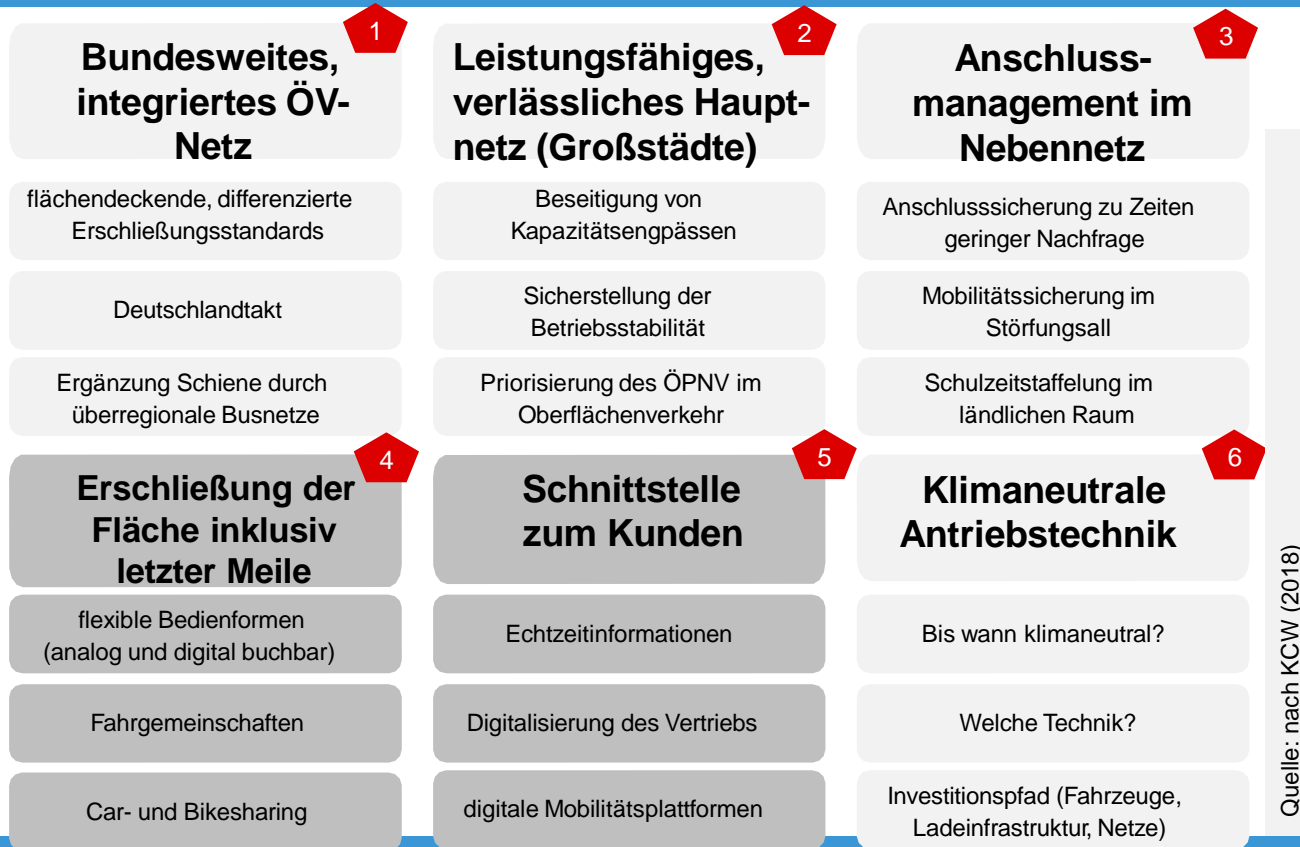 1
Bundesweites,
integriertes ÖV-
Netz
flächendeckende, differenzierte
Erschließungsstandards
Deutschlandtakt
Ergänzung Schiene durch
überregionale Busnetze
2
Leistungsfähiges,
verlässliches Haupt-
netz (Großstädte)
Beseitigung von
Kapazitätsengpässen
Sicherstellung der
Betriebsstabilität
Priorisierung des ÖPNV im
Oberflächenverkehr
3
Anschluss-
management im
Nebennetz
Anschlusssicherung zu Zeiten
geringer Nachfrage
Mobilitätssicherung im
Störfungsall
Schulzeitstaffelung im
ländlichen Raum
4
Erschließung der
Fläche inklusiv
letzter Meile
flexible Bedienformen
(analog und digital buchbar)
Fahrgemeinschaften
Car- und Bikesharing
5
Schnittstelle
zum Kunden
Echtzeitinformationen
Digitalisierung des Vertriebs
digitale Mobilitätsplattformen
6
Klimaneutrale
Antriebstechnik
Bis wann klimaneutral?
Welche Technik?
Investitionspfad (Fahrzeuge,
Ladeinfrastruktur, Netze)
Quelle: nach KCW (2018)